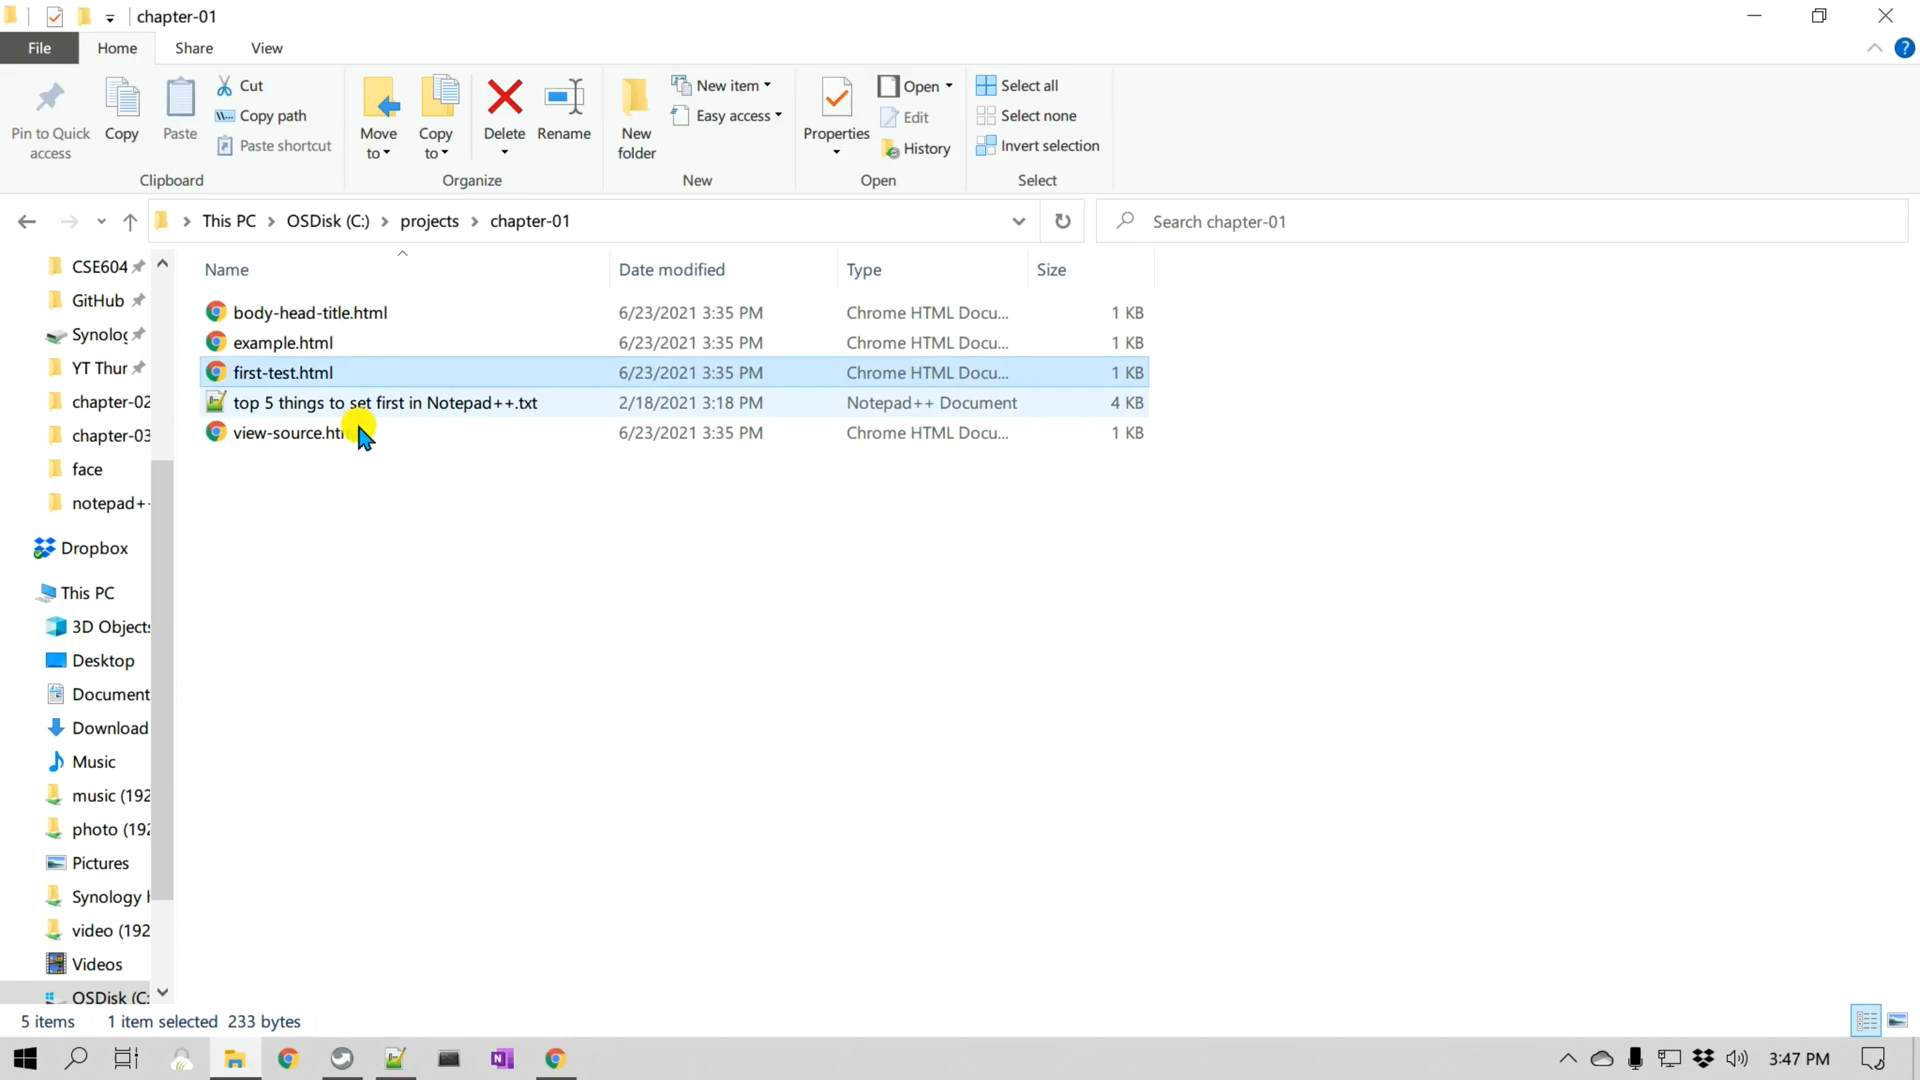 chapter-01
File Home Share View
Pin to Quick access
Copy
Paste
Cut
Copy path
Paste shortcut
Clipboard
Move to
Copy to
Delete
Rename
Organize
New folder
New item
Easy access
New
Properties
Open
Edit
History
Open
Select all
Select none
Invert selection
Select
This PC > OSDisk (C:) > projects > chapter-01
Search chapter-01
Name Date modified Type Size
body-head-title.html 6/23/2021 3:35 PM Chrome HTML Docu... 1 KB
example.html 6/23/2021 3:35 PM Chrome HTML Docu... 1 KB
first-test.html 6/23/2021 3:35 PM Chrome HTML Docu... 1 KB
top 5 things to set first in Notepad++.txt 2/18/2021 3:18 PM Notepad++ Document 4 KB
view-source.ht 6/23/2021 3:35 PM Chrome HTML Docu... 1 KB
CSE604
GitHub
Synolo
YT Thur
chapter-02
chapter-03
face
notepad+
Dropbox
This PC
3D Objects
Desktop
Document
Download
Music
music (192
photo (192
Pictures
Synology
video (192
Videos
OSDisk (C:
5 items 1 item selected 233 bytes
3:47 PM